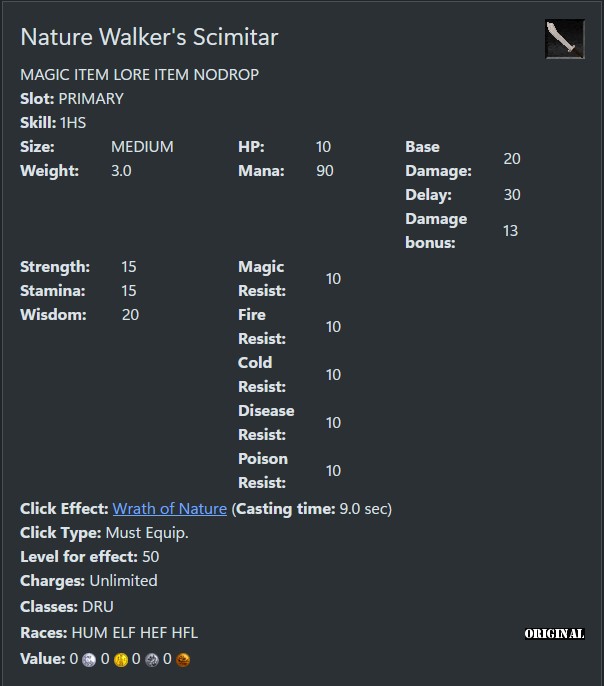 Nature Walker's Scimitar
MAGIC ITEM LORE ITEM NODROP
Slot: PRIMARY
Skill: 1HS
Size: MEDIUM HP: 10 Base Damage: 20
Weight: 3.0 Mana: 90 Delay: 30
Damage bonus: 13
Strength: 15 Magic Resist: 10
Stamina: 15 Fire Resist: 10
Wisdom: 20 Cold Resist: 10
Disease Resist: 10
Poison Resist: 10
Click Effect: Wrath of Nature (Casting time: 9.0 sec)
Click Type: Must Equip.
Level for effect: 50
Charges: Unlimited
Classes: DRU
Races: HUM ELF HEF HFL
ORIGINAL
Value: 0 0 0 0